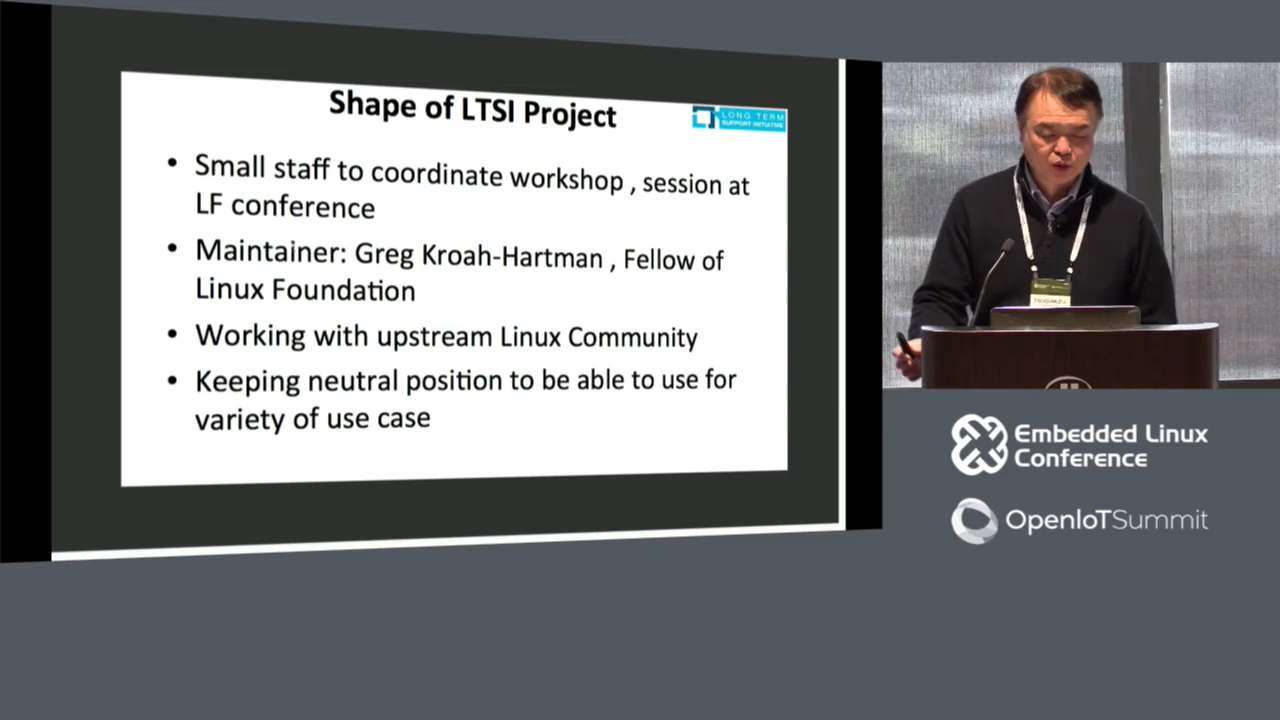 Shape of LTSI Project
LONG TERM
SUPPORT INITIATIVE
• Small staff to coordinate workshop , session at
LF conference
• Maintainer: Greg Kroah-Hartman , Fellow of
Linux Foundation
• Working with upstream Linux Community
• Keeping neutral position to be able to use for
variety of use case
Embedded Linux
Conference
OpenIoTSummit